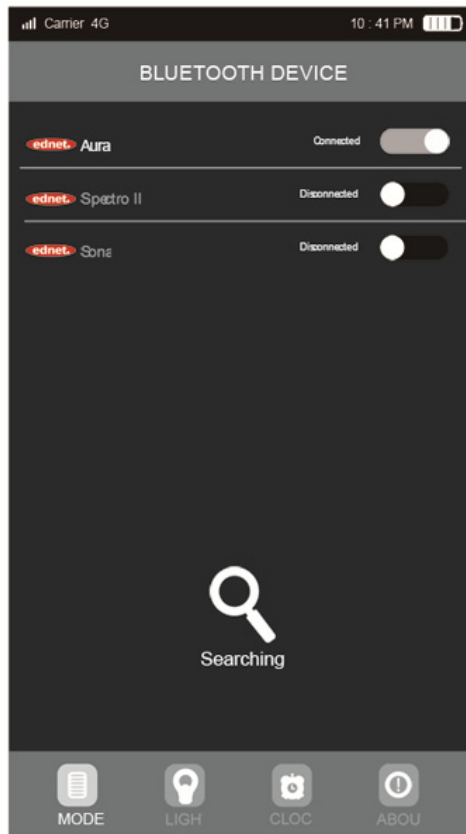 Carrier 4G 10 : 41 PM
BLUETOOTH DEVICE
ednet. Aura Connected
ednet. Spectro II Disconnected
ednet. Sona Disconnected
Searching
MODE LIGH CLOC ABOU